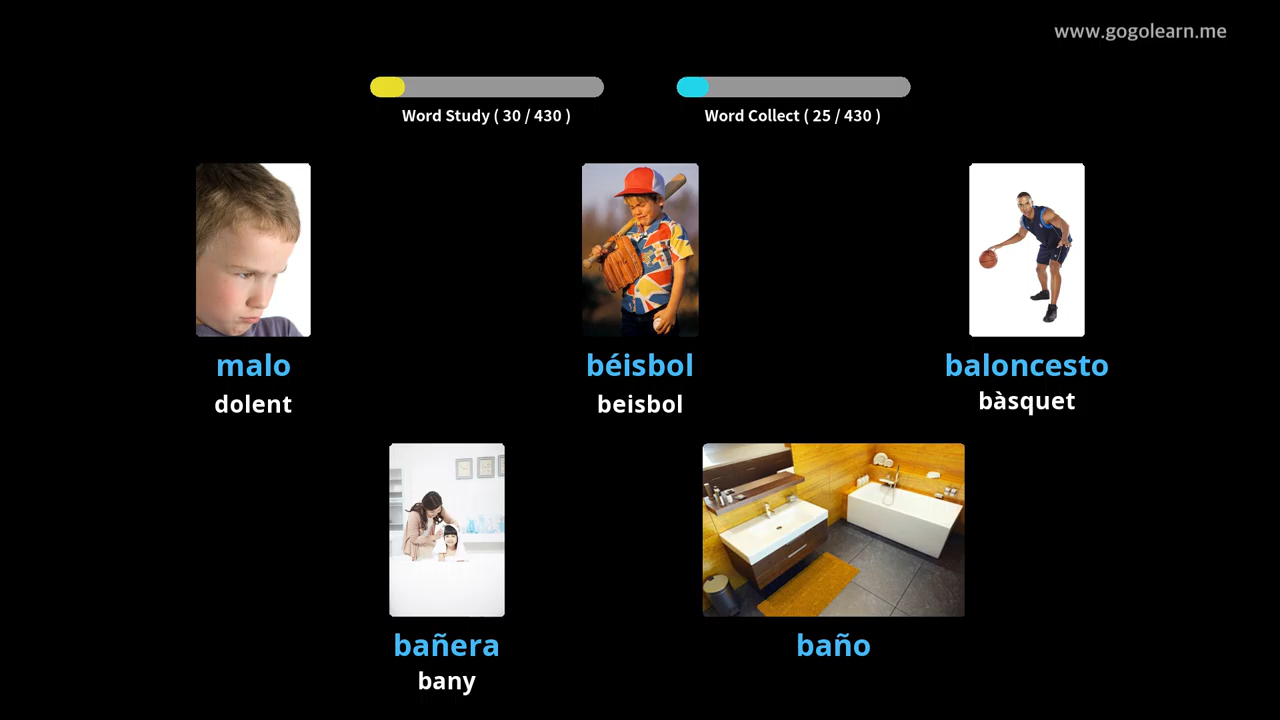 www.gogolearn.me
Word Study ( 30 / 430 )
Word Collect ( 25 / 430 )
malo
dolent
béisbol
beisbol
baloncesto
bàsquet
bañera
bany
baño